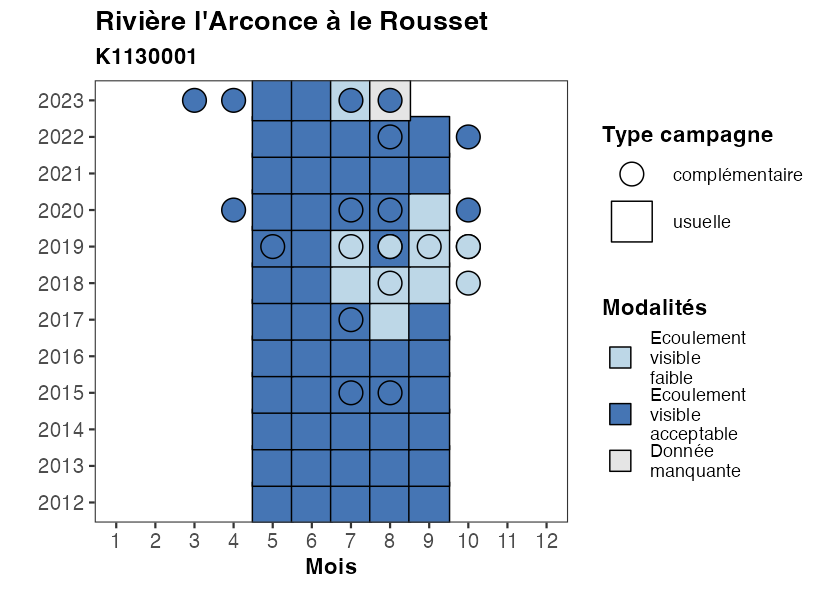 Rivière l'Arconce à le Rousset
K1130001
2023
2022
2021
2020
2019
2018
2017
2016
2015
2014
2013
2012
1 2 3 4 5 6 7 8 9 10 11 12
Mois
Type campagne
complémentaire
usuelle
Modalités
Ecoulement
visible
faible
Ecoulement
visible
acceptable
Donnée
manquante